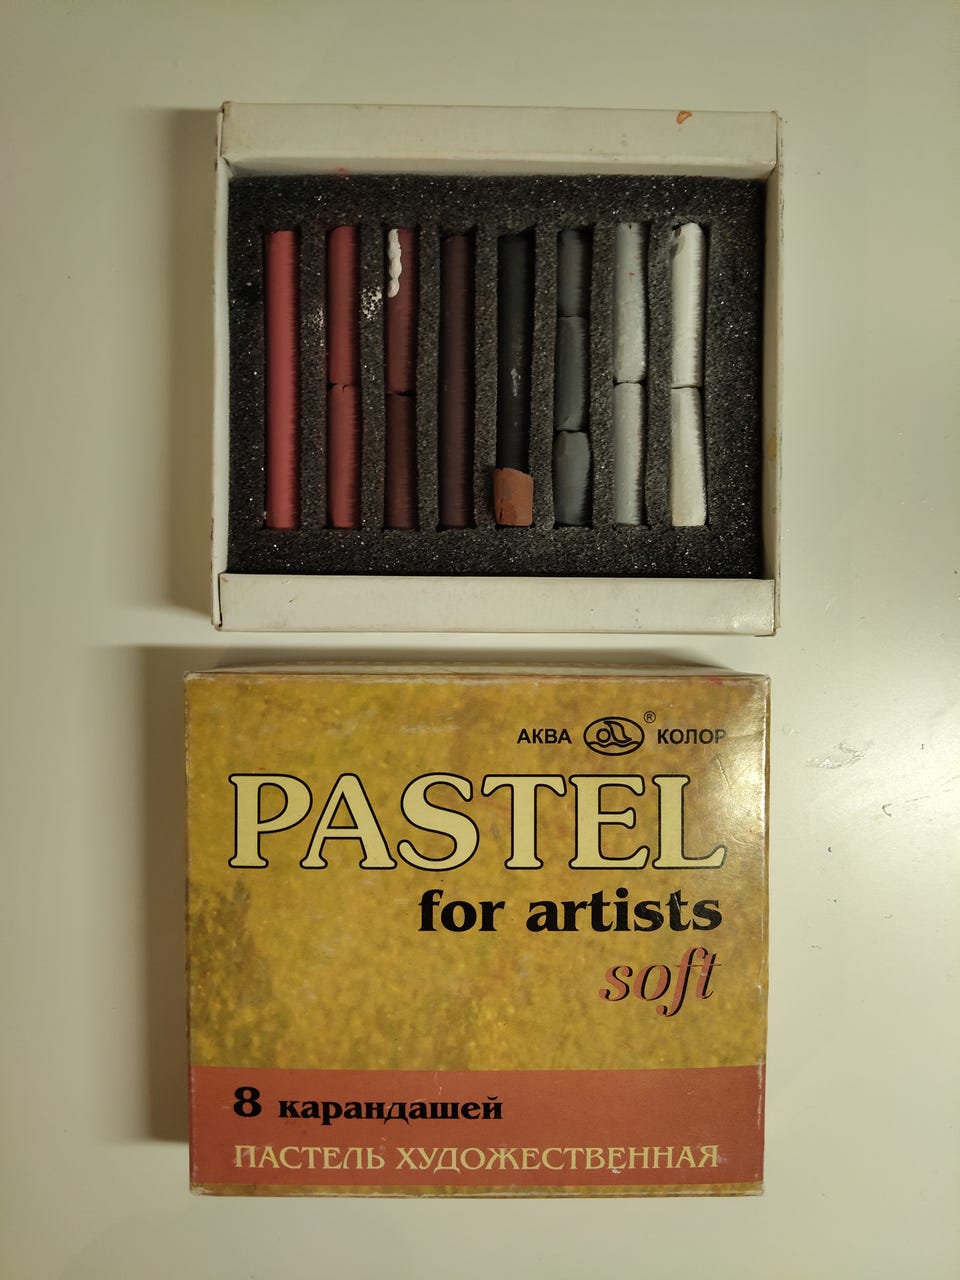 АКВА ® КОЛОР
PASTEL
for artists
soft
8 карандашей
ПАСТЕЛЬ ХУДОЖЕСТВЕННАЯ